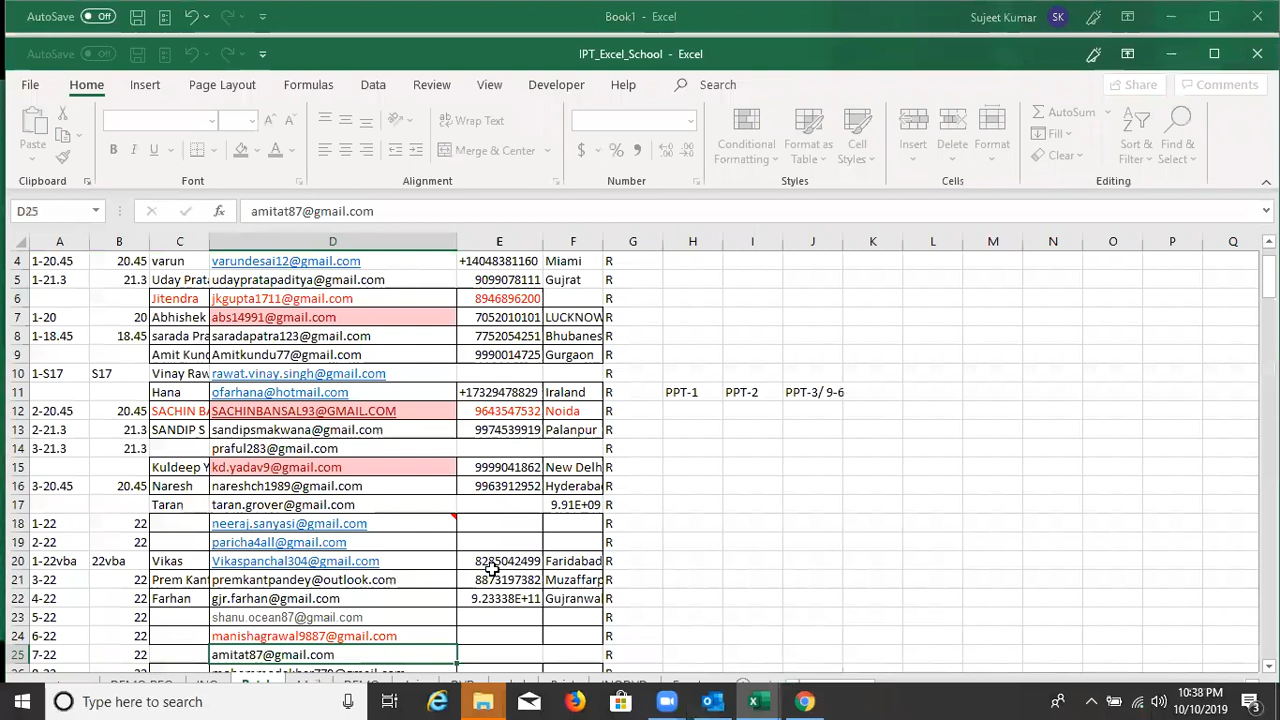 AutoSave Off Book1 - Excel Sujeet Kumar SK
AutoSave Off IPT_Excel_School - Excel
File Home Insert Page Layout Formulas Data Review View Developer Help Search Share Comments
Paste Wrap Text Merge & Center Conditional Formatting Format as Table Cell Styles Insert Delete Format AutoSum Fill Clear Sort & Filter Find & Select
Clipboard Font Alignment Number Styles Cells Editing
D25 fx amitat87@gmail.com
A B C D E F G H I J K L M N O P Q
4 1-20.45 20.45 varun varundesai12@gmail.com +14048381160 Miami R
5 1-21.3 21.3 Uday Prat udaypratapaditya@gmail.com 9099078111 Gujrat R
6 Jitendra jkgupta1711@gmail.com 8946896200 R
7 1-20 20 Abhishek abs14991@gmail.com 7052010101 LUCKNOW R
8 1-18.45 18.45 sarada Pra saradapatra123@gmail.com 7752054251 Bhubanes R
9 Amit Kund Amitkundu77@gmail.com 9990014725 Gurgaon R
10 1-S17 S17 Vinay Raw rawat.vinay.singh@gmail.com R
11 Hana ofarhana@hotmail.com +17329478829 Iraland R PPT-1 PPT-2 PPT-3/ 9-6
12 2-20.45 20.45 SACHIN BA SACHINBANSAL93@GMAIL.COM 9643547532 Noida R
13 2-21.3 21.3 SANDIP S sandipsmakwana@gmail.com 9974539919 Palanpur R
14 3-21.3 21.3 praful283@gmail.com R
15 Kuldeep Y kd.yadav9@gmail.com 9999041862 New Delh R
16 3-20.45 20.45 Naresh nareshch1989@gmail.com 9963912952 Hyderabad R
17 Taran taran.grover@gmail.com 9.91E+09 R
18 1-22 22 neeraj.sanyasi@gmail.com R
19 2-22 22 paricha4all@gmail.com R
20 1-22vba 22vba Vikas Vikaspanchal304@gmail.com 8285042499 Faridabad R
21 3-22 22 Prem Kant premkantpandey@outlook.com 8873197382 Muzaffarp R
22 4-22 22 Farhan gjr.farhan@gmail.com 9.23338E+11 Gujranwa R
23 5-22 22 shanu.ocean87@gmail.com R
24 6-22 22 manishagrawal9887@gmail.com R
25 7-22 22 amitat87@gmail.com R
Type here to search 10:38 PM
10/10/2019 3